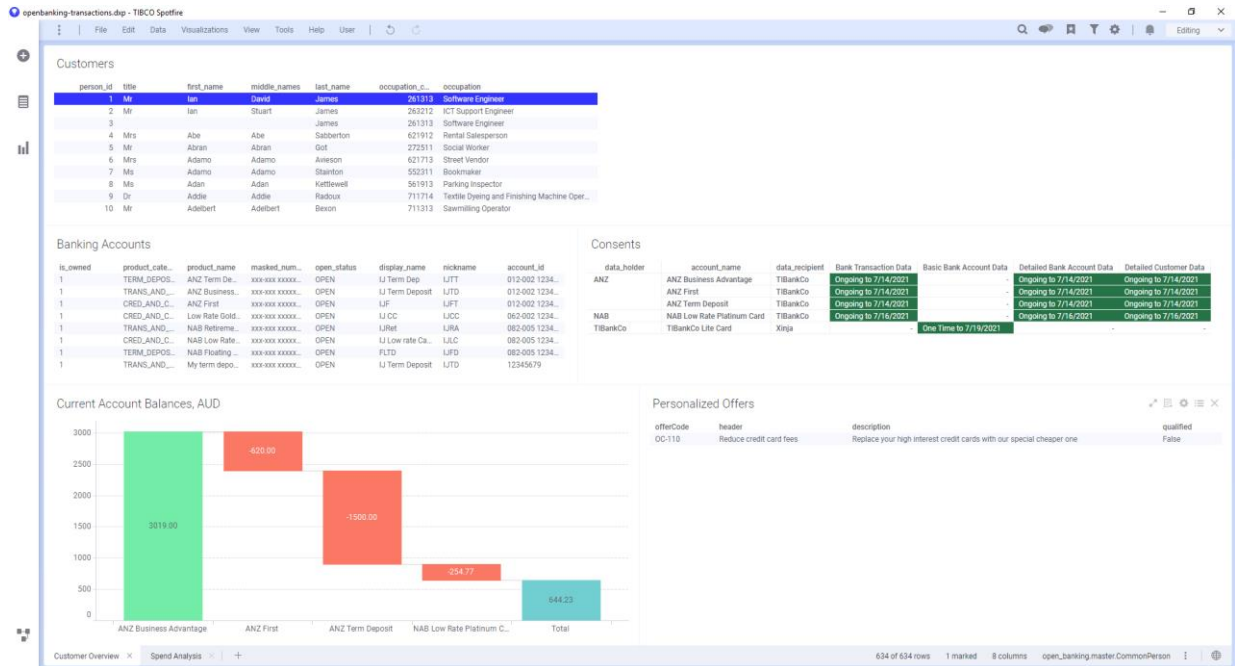 openbanking-transactions.dxp - TIBCO Spotfire
File Edit Data Visualizations View Tools Help User Editing
Customers
person_id title first_name middle_names last_name occupation_c... occupation
1 Mr Ian David James 261313 Software Engineer
2 Mr Ian Stuert James 263212 ICT Support Engineer
3 James 261313 Software Engineer
4 Mrs Abe Abe Sabberton 621912 Rental Salesperson
5 Mr Abran Abran Got 272511 Social Worker
6 Mrs Adamo Adamo Avieson 621713 Street Vendor
7 Ms Adamo Adamo Stainton 552311 Bookmaker
8 Ms Adan Adan Kettlewell 561913 Parking Inspector
9 Dr Addie Addie Radoux 711714 Textile Dyeing and Finishing Machine Oper...
10 Mr Adelbert Adelbert Bexon 711313 Sawmilling Operator
Banking Accounts
is_owned product_cate... product_name masked_num... open_status display_name nickname account_id
1 TERM_DEPOS... ANZ Term De... xxx-xxx xxxxx... OPEN IJ Term Dep IJTT 012-002 1234...
1 TRANS_AND_... ANZ Business... xxx-xxx xxxxx... OPEN IJ Term Deposit IJTD 012-002 1234...
1 CRED_AND_C... ANZ First xxx-xxx xxxxx... OPEN IJF IJFT 012-002 1234...
1 CRED_AND_C... Low Rate Gold... xxx-xxx xxxxx... OPEN IJ CC IJCC 062-002 1234...
1 TRANS_AND_... NAB Retireme... xxx-xxx xxxxx... OPEN IJRet IJRA 082-005 1234...
1 CRED_AND_C... NAB Low Rate... xxx-xxx xxxxx... OPEN IJ Low rate Ca... IJLC 082-005 1234...
1 TERM_DEPOS... NAB Floating ... xxx-xxx xxxxx... OPEN FLTD IJFD 082-005 1234...
1 TRANS_AND_... My term depo... xxx-xxx xxxxx... OPEN IJ Term Deposit IJTD 12345679
Consents
data_holder account_name data_recipient Bank Transaction Data Basic Bank Account Data Detailed Bank Account Data Detailed Customer Data
ANZ ANZ Business Advantage TIBankCo Ongoing to 7/14/2021 - Ongoing to 7/14/2021 Ongoing to 7/14/2021
ANZ First TIBankCo Ongoing to 7/14/2021 - Ongoing to 7/14/2021 Ongoing to 7/14/2021
ANZ Term Deposit TIBankCo Ongoing to 7/14/2021 - Ongoing to 7/14/2021 Ongoing to 7/14/2021
NAB NAB Low Rate Platinum Card TIBankCo Ongoing to 7/16/2021 - Ongoing to 7/16/2021 Ongoing to 7/16/2021
TIBankCo TIBankCo Lite Card Xinja - One Time to 7/19/2021 - -
Current Account Balances, AUD
3000
2500
2000
1500
1000
500
0
3019.00
-620.00
-1500.00
-254.77
644.23
ANZ Business Advantage ANZ First ANZ Term Deposit NAB Low Rate Platinum C... Total
Personalized Offers
offerCode header description qualified
OC-110 Reduce credit card fees Replace your high interest credit cards with our special cheaper one False
Customer Overview Spend Analysis
634 of 634 rows 1 marked 8 columns open_banking.master.CommonPerson